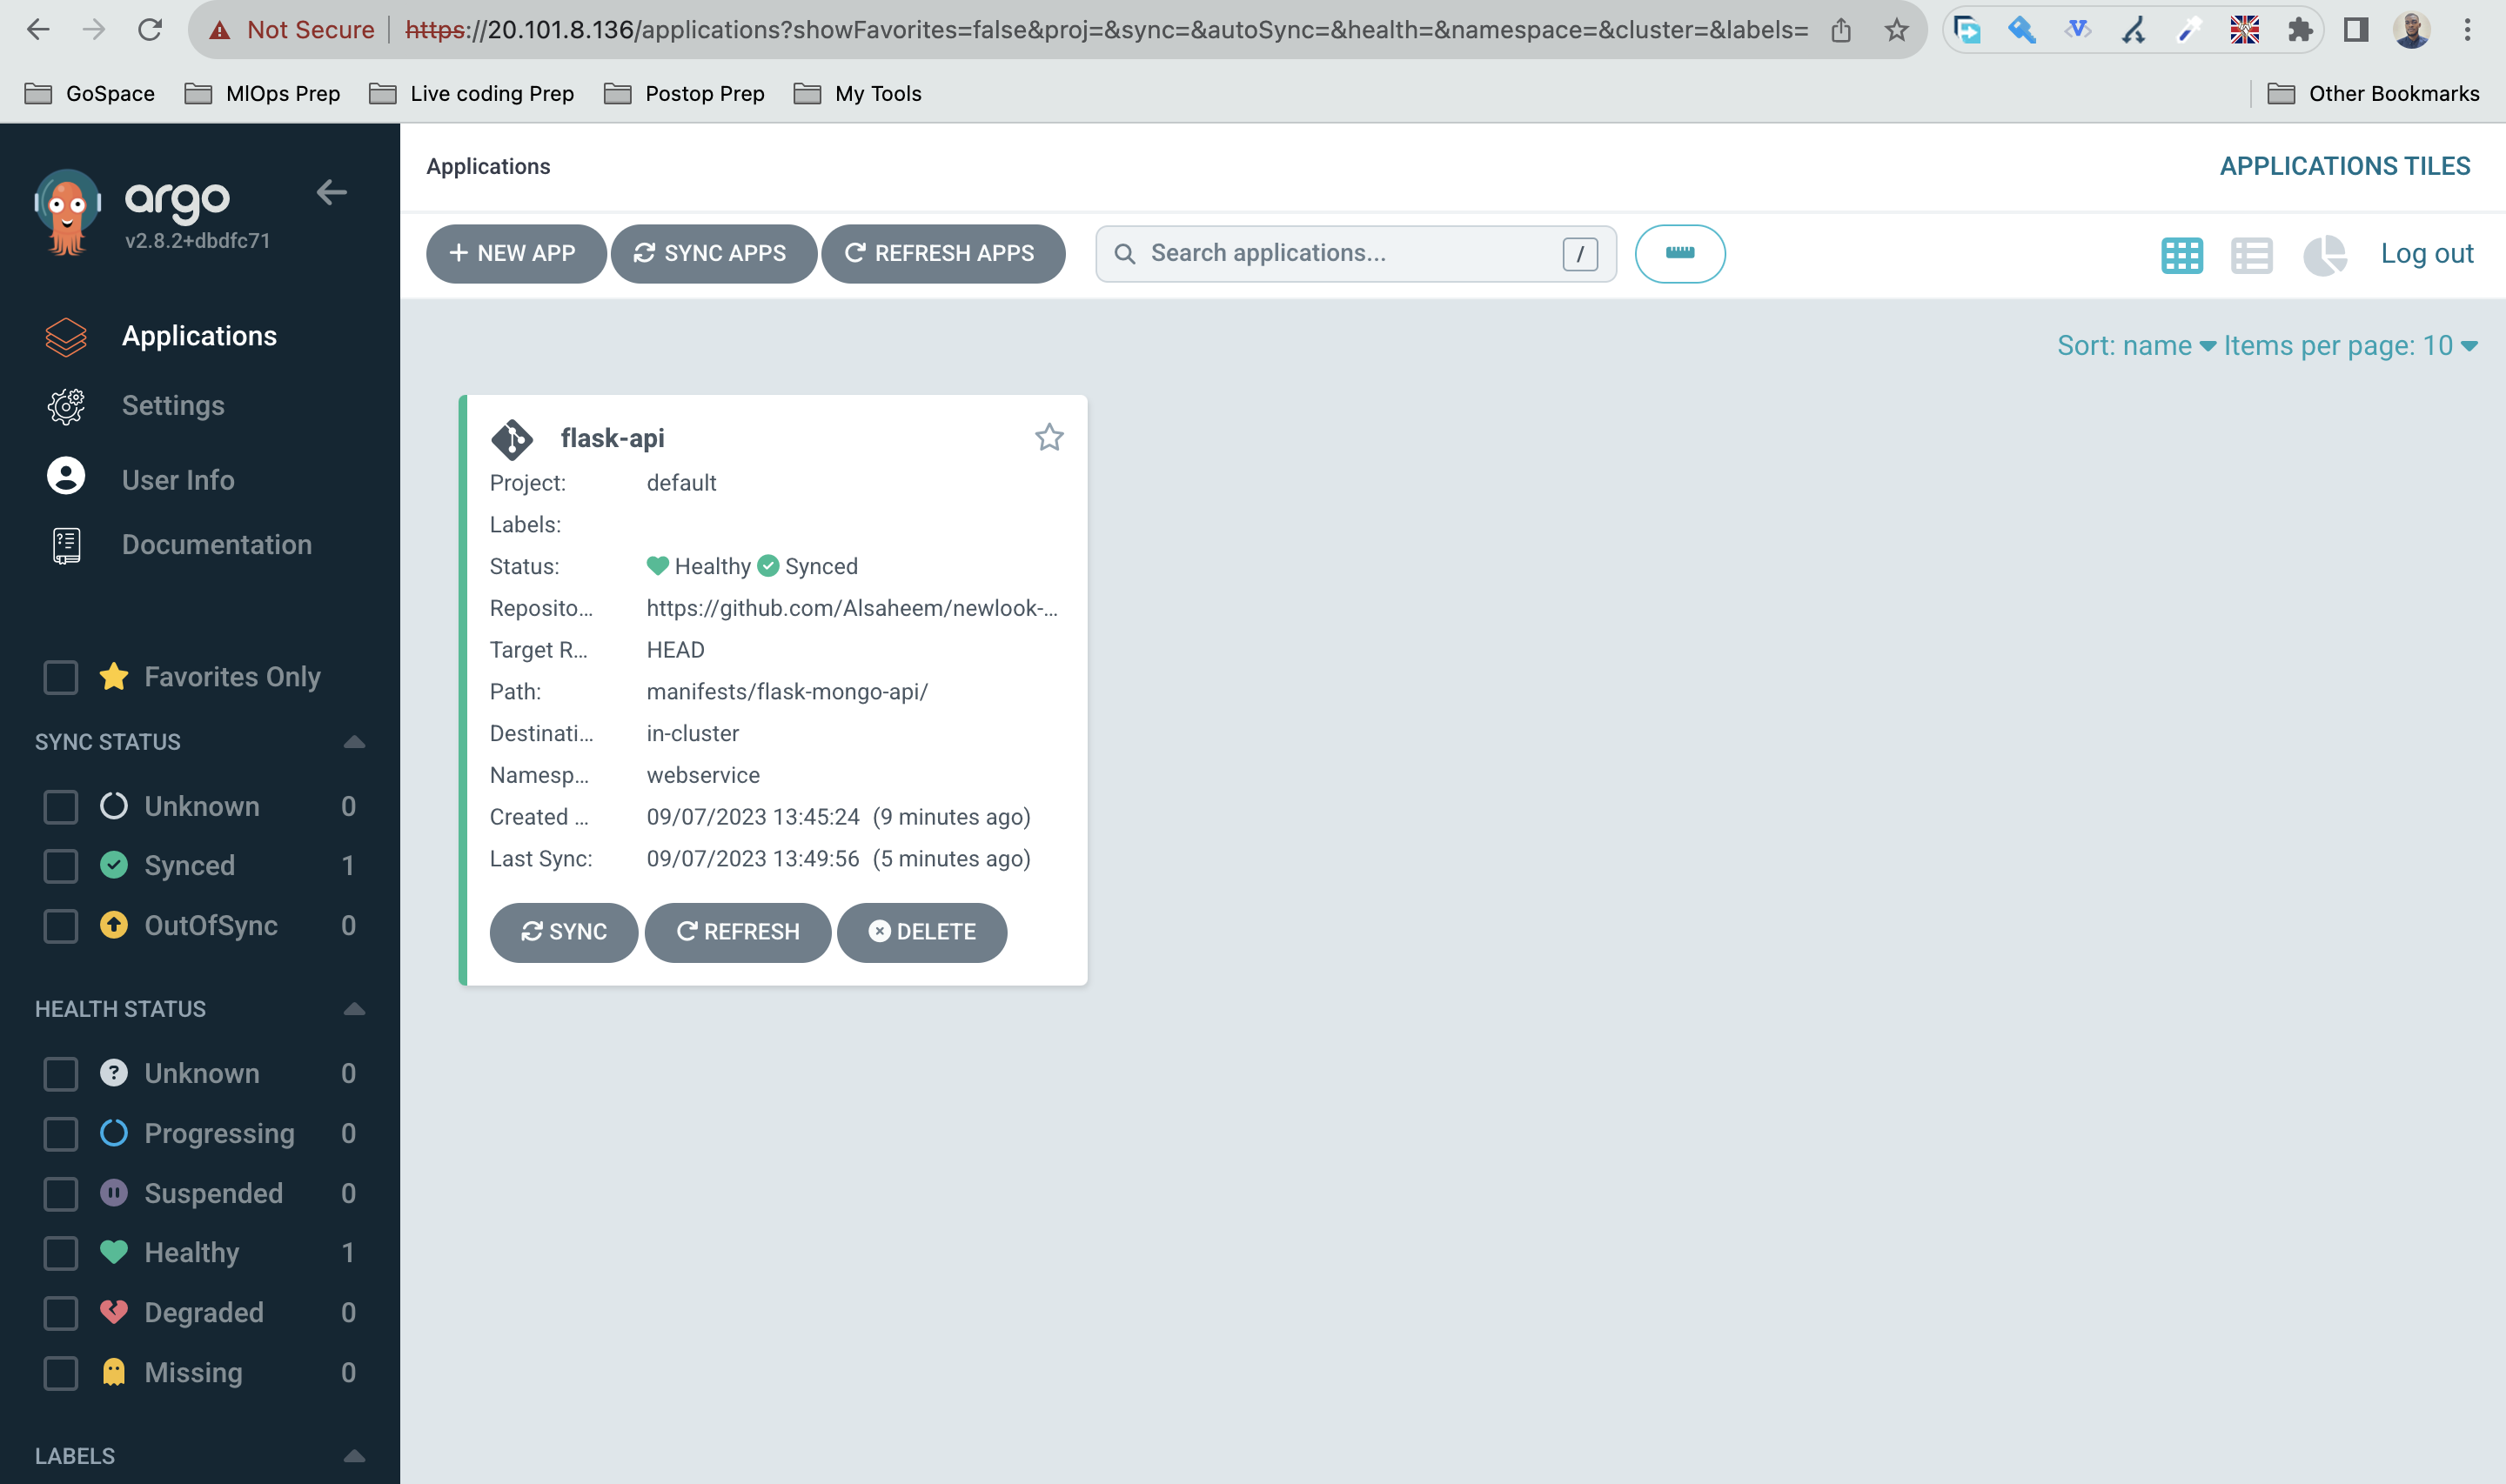 Not Secure https://20.101.8.136/applications?showFavorites=false&proj=&sync=&autoSync=&health=&namespace=&cluster=&labels=
GoSpace MlOps Prep Live coding Prep Postop Prep My Tools Other Bookmarks
argo
v2.8.2+dbdfc71
Applications
Settings
User Info
Documentation
Favorites Only
SYNC STATUS
Unknown 0
Synced 1
OutOfSync 0
HEALTH STATUS
Unknown 0
Progressing 0
Suspended 0
Healthy 1
Degraded 0
Missing 0
LABELS
Applications APPLICATIONS TILES
NEW APP SYNC APPS REFRESH APPS Search applications... / Log out
Sort: name Items per page: 10
flask-api
Project: default
Labels:
Status: Healthy Synced
Reposito... https://github.com/Alsaheem/newlook-...
Target R... HEAD
Path: manifests/flask-mongo-api/
Destinati... in-cluster
Namesp... webservice
Created ... 09/07/2023 13:45:24 (9 minutes ago)
Last Sync: 09/07/2023 13:49:56 (5 minutes ago)
SYNC REFRESH DELETE